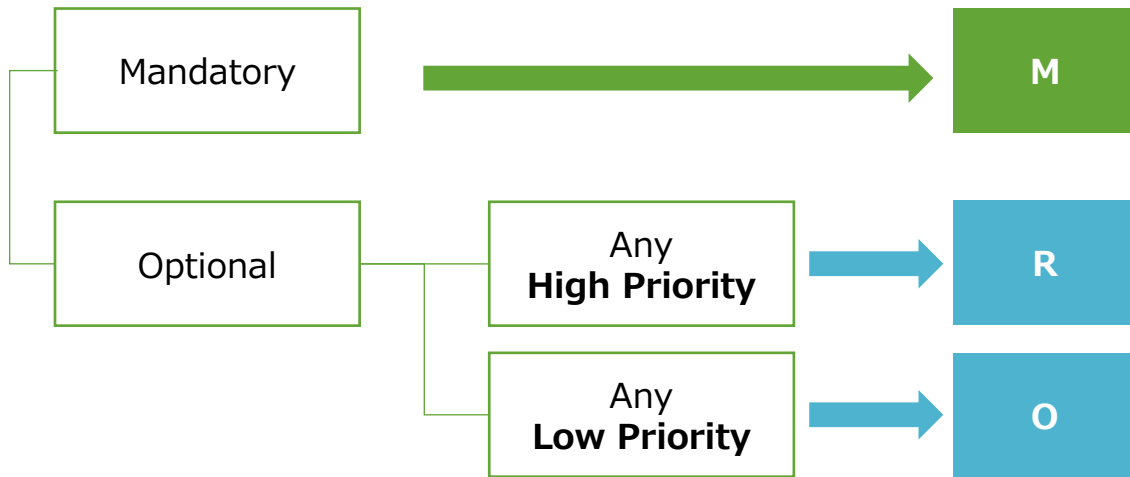 Mandatory
M
Optional
Any
High Priority
R
Any
Low Priority
O